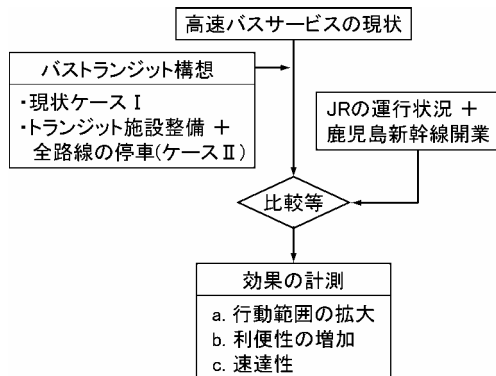 高速バスサービスの現状
バストランジット構想
・現状ケースⅠ
・トランジット施設整備 +
全路線の停車(ケースⅡ)
JRの運行状況 +
鹿児島新幹線開業
比較等
効果の計測
a. 行動範囲の拡大
b. 利便性の増加
c. 速達性